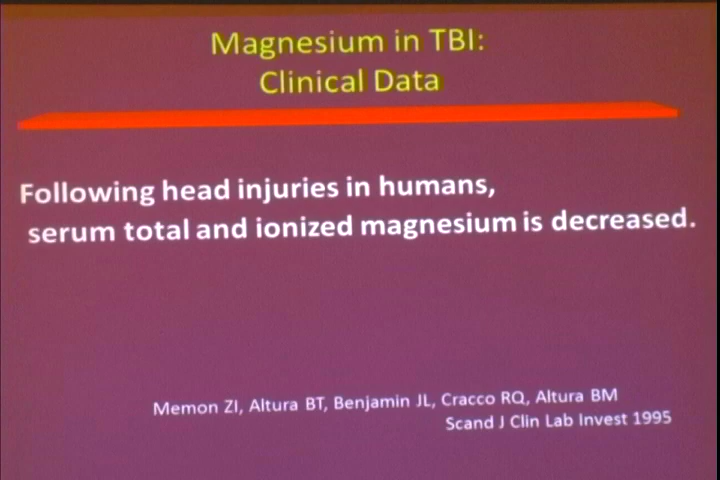 Magnesium in TBI:
Clinical Data
Following head injuries in humans,
serum total and ionized magnesium is decreased.
Memon ZI, Altura BT, Benjamin JL, Cracco RQ, Altura BM
Scand J Clin Lab Invest 1995